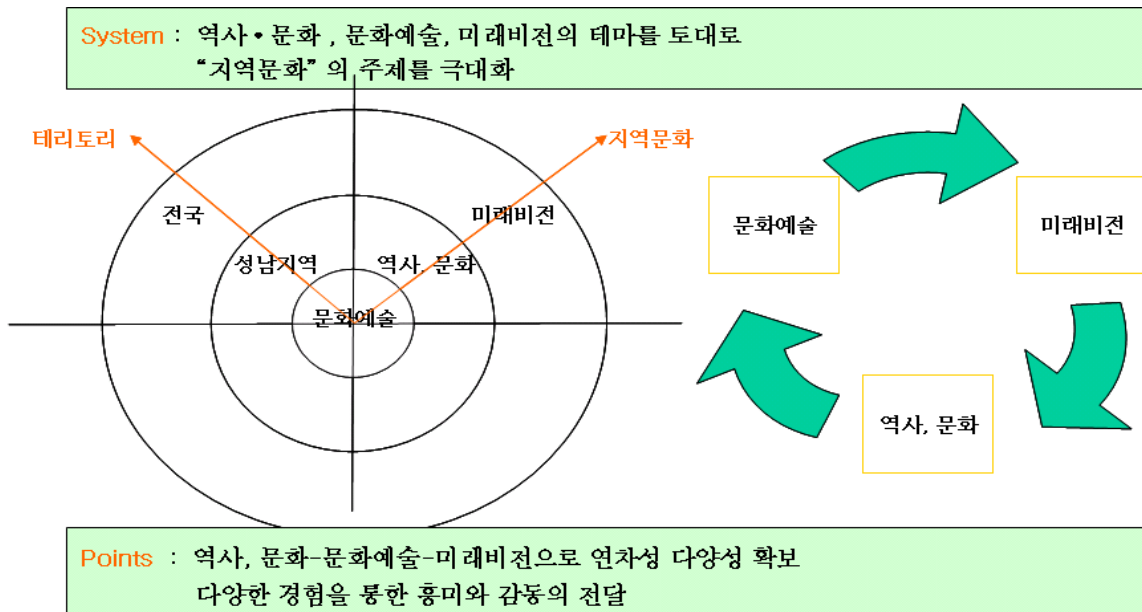 System : 역사•문화 , 문화예술, 미래비전의 테마를 토대로
“지역문화” 의 주제를 극대화
테리토리
지역문화
전국
미래비전
성남지역
역사, 문화
문화예술
문화예술
미래비전
역사, 문화
Points : 역사, 문화-문화예술-미래비전으로 연차성 다양성 확보
다양한 경험을 통한 흥미와 감동의 전달